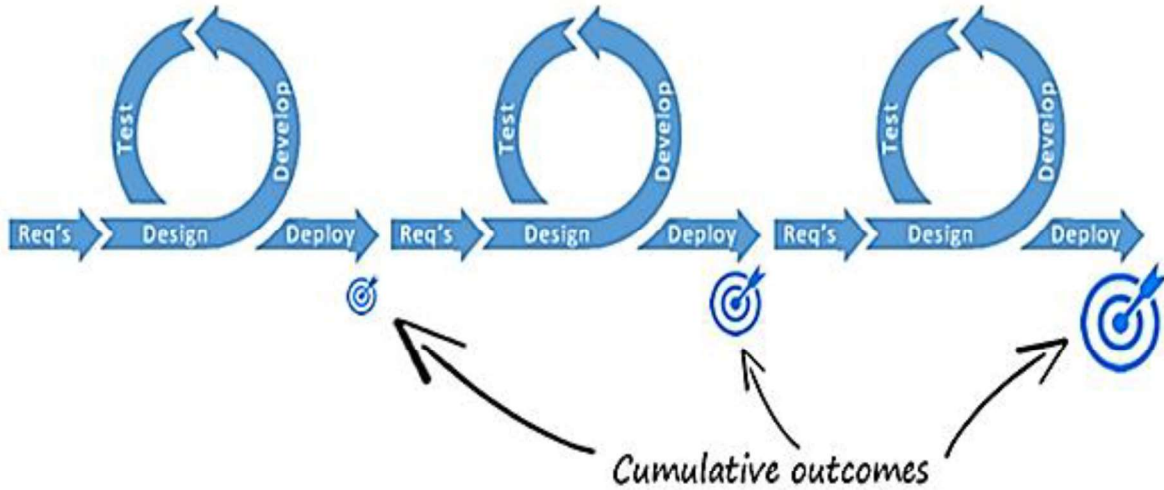 Test
Develop
Req's
Design
Deploy
Test
Develop
Req's
Design
Deploy
Test
Develop
Req's
Design
Deploy
Cumulative outcomes